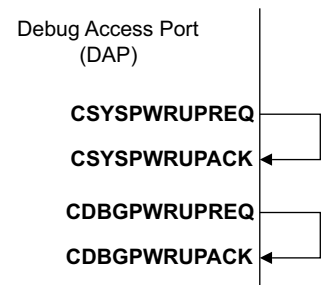 Debug Access Port
(DAP)
CSYSPWRUPREQ
CSYSPWRUPACK
CDBGPWRUPREQ
CDBGPWRUPACK